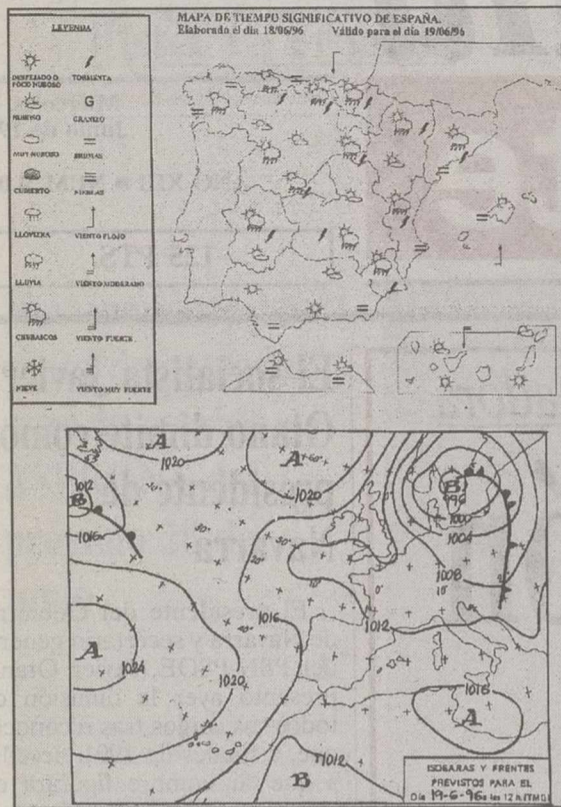 MAPA DE TIEMPO SIGNIFICATIVO DE ESPAÑA.
Elaborado el día 18/06/96 Válido para el día 19/06/96
LEYENDA
DESPEJADO O
POCO NUBOSO
TORMENTA
NUBOSO
G
GRANIZO
MUY NUBOSO
BRUMAS
CUBIERTO
NIEBLAS
LLOVIZNA
VIENTO FLOJO
LLUVIA
VIENTO MODERADO
CHUBASCOS
VIENTO FUERTE
NIEVE
VIENTO MUY FUERTE
A
1020
A
1020
1012
B
1016
B
996
1000
1004
1008
1016
1012
A
1024
1020
1016
A
1012
B
ISOBARAS Y FRENTES
PREVISTOS PARA EL
Día 19-6-96 a las 12 h.(TMG)